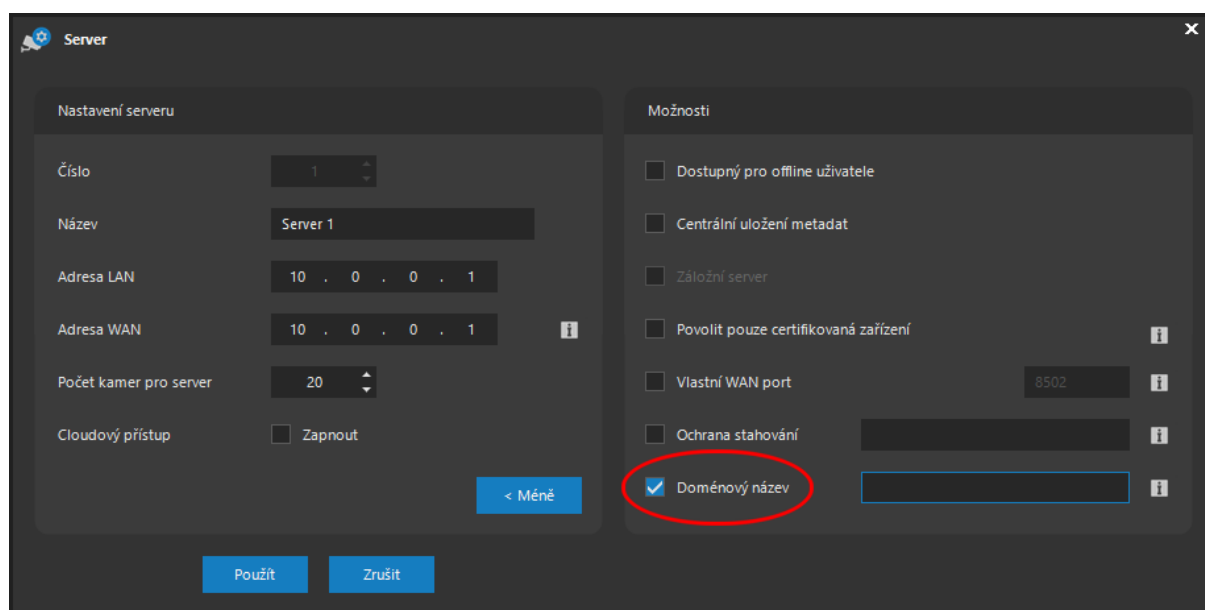 Server
Nastavení serveru
Číslo
1
Název
Server 1
Adresa LAN
10 . 0 . 0 . 1
Adresa WAN
10 . 0 . 0 . 1
Počet kamer pro server
20
Cloudový přístup
Zapnout
< Méně
Možnosti
Dostupný pro offline uživatele
Centrální uložení metadat
Záložní server
Povolit pouze certifikovaná zařízení
Vlastní WAN port
8502
Ochrana stahování
Doménový název
Použít
Zrušit